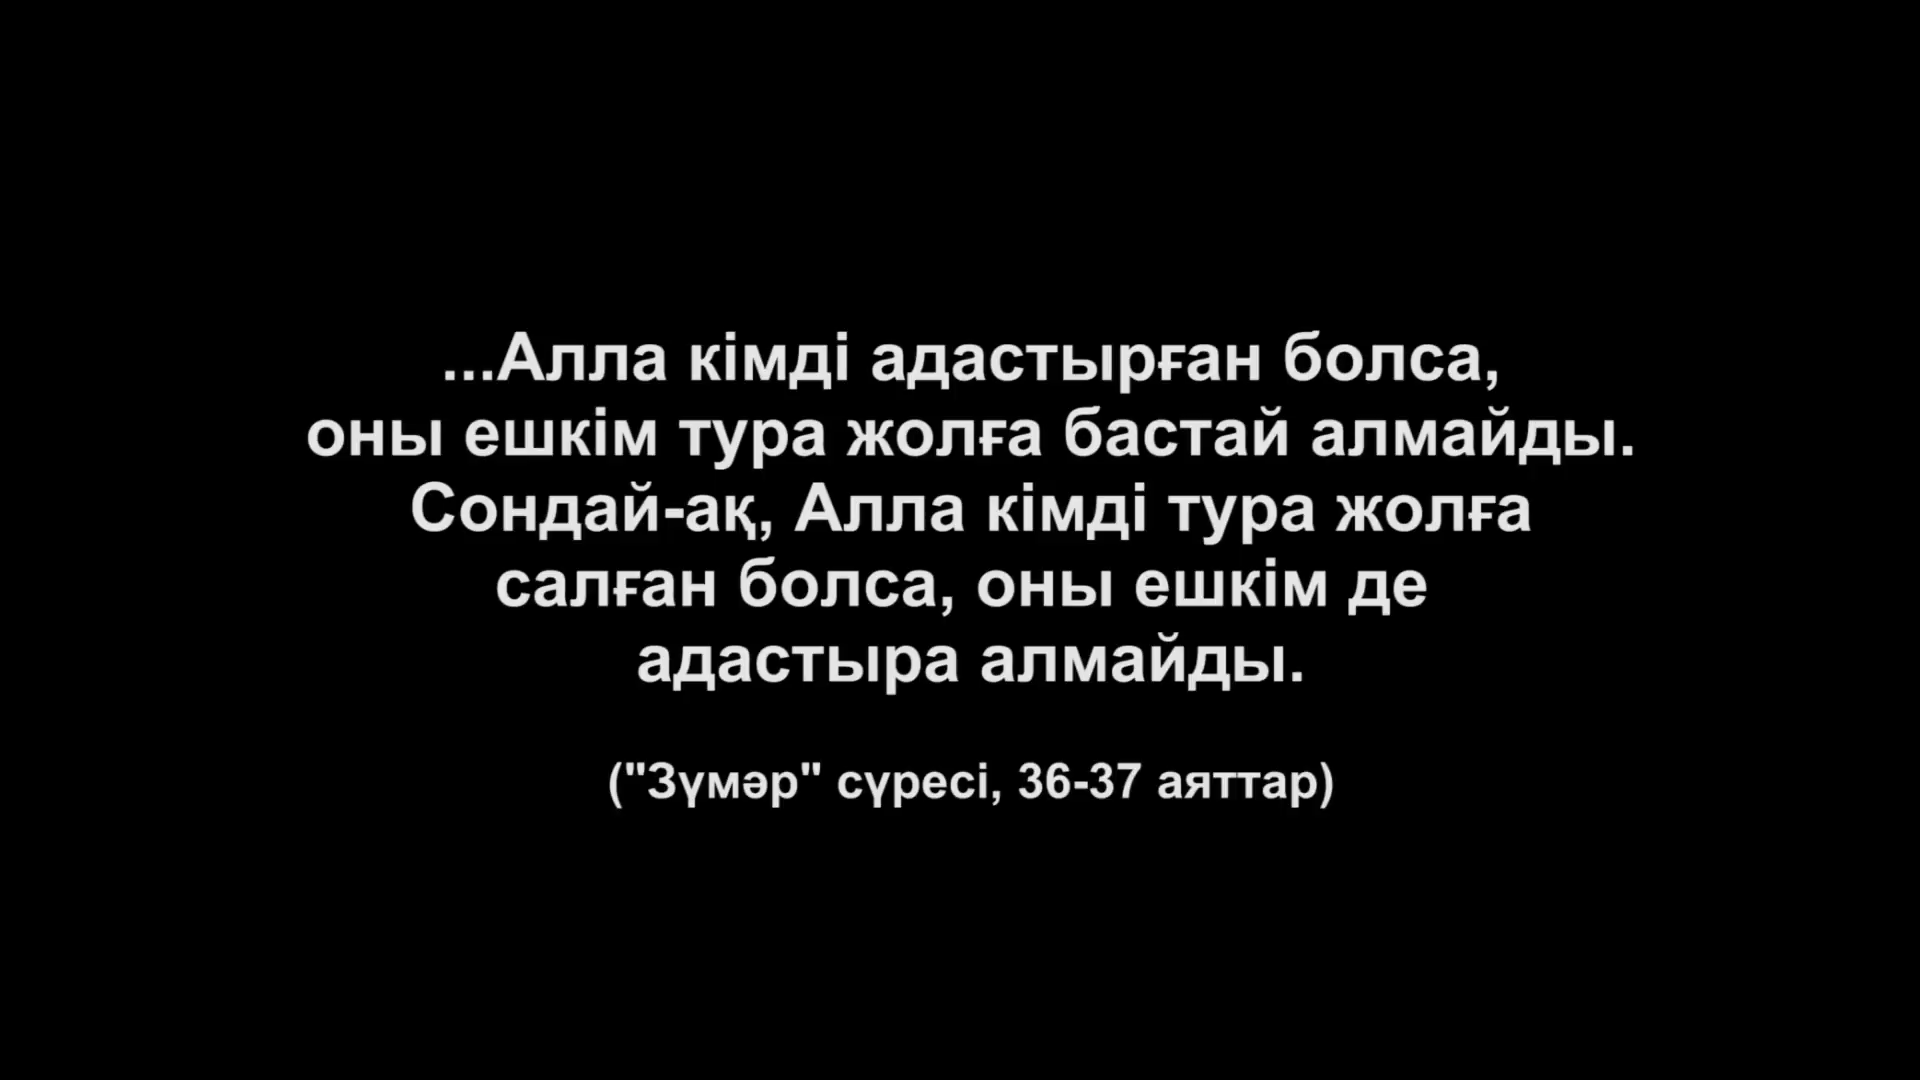 ...Алла кімді адастырған болса,
оны ешкім тура жолға бастай алмайды.
Сондай-ақ, Алла кімді тура жолға
салған болса, оны ешкім де
адастыра алмайды.
("Зүмәр" сүресі, 36-37 аяттар)